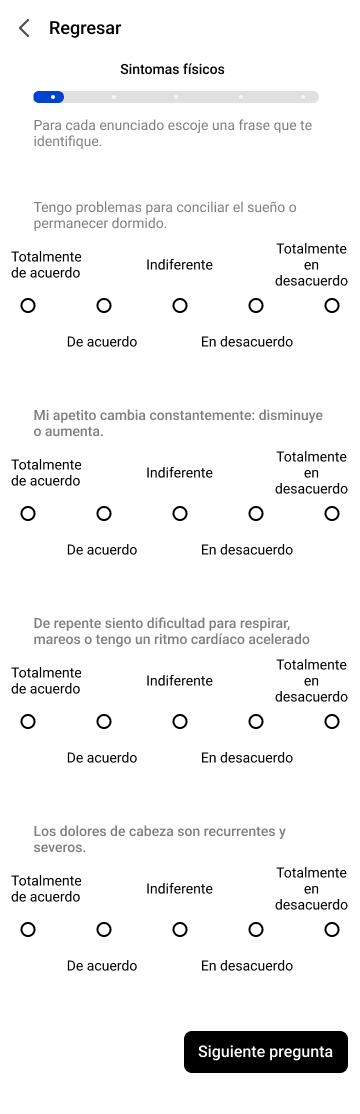 Regresar
Sintomas físicos
Para cada enunciado escoje una frase que te
identifique.
Tengo problemas para conciliar el sueño o
permanecer dormido.
Totalmente
de acuerdo
Indiferente
Totalmente
en
desacuerdo
De acuerdo
En desacuerdo
Mi apetito cambia constantemente: disminuye
o aumenta.
Totalmente
de acuerdo
Indiferente
Totalmente
en
desacuerdo
De acuerdo
En desacuerdo
De repente siento dificultad para respirar,
mareos o tengo un ritmo cardíaco acelerado
Totalmente
de acuerdo
Indiferente
Totalmente
en
desacuerdo
De acuerdo
En desacuerdo
Los dolores de cabeza son recurrentes y
severos.
Totalmente
de acuerdo
Indiferente
Totalmente
en
desacuerdo
De acuerdo
En desacuerdo
Siguiente pregunta